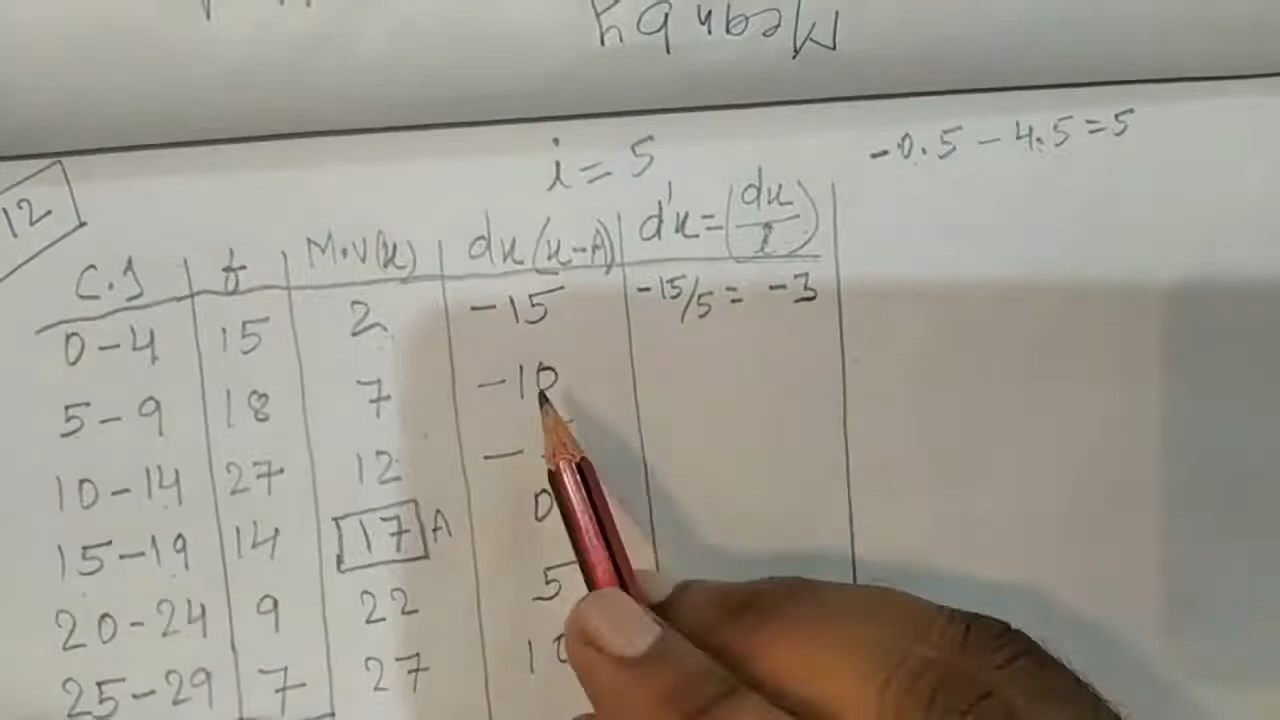 Mean by
i = 5
-0.5 - 4.5 = 5
12
C.I f M.V(x) dx (x-A) d'x = (dx/i)
0-4 15 2 -15 -15/5 = -3
5-9 18 7 -10
10-14 27 12 -
15-19 14 17 A 0
20-24 9 22 5
25-29 7 27 10